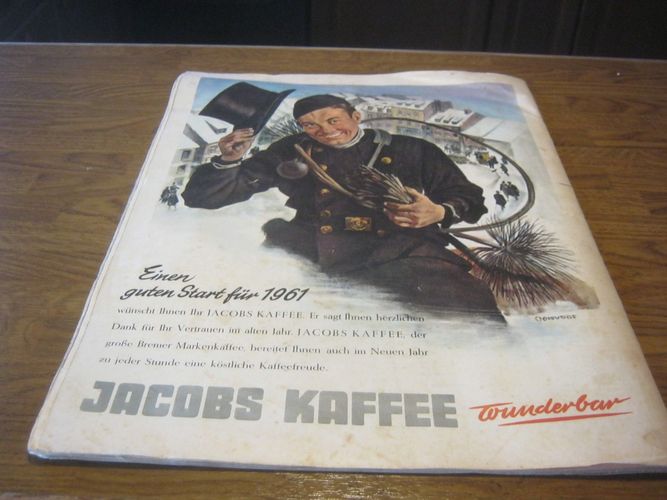 Einen
guten Start für 1961
wünscht Ihnen Ihr JACOBS KAFFEE. Er sagt Ihnen herzlichen
Dank für Ihr Vertrauen im alten Jahr. JACOBS KAFFEE, der
große Bremer Markenkaffee, bereitet Ihnen auch im Neuen Jahr
zu jeder Stunde eine köstliche Kaffeefreude.
JACOBS KAFFEE wunderbar